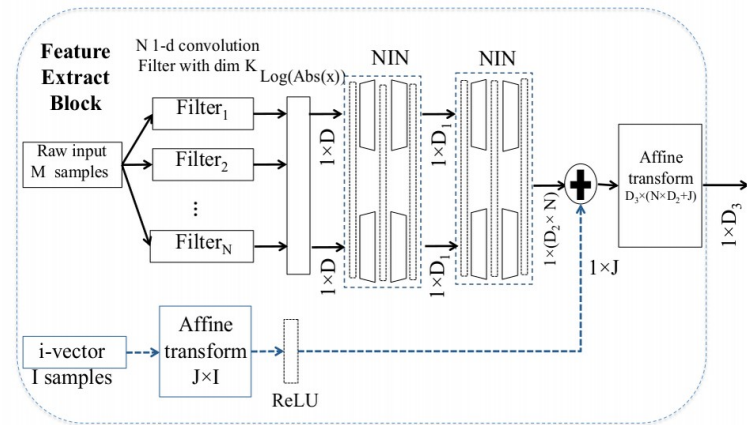 Feature
Extract
Block
N 1-d convolution
Filter with dim K
Log(Abs(x))
NIN
NIN
Raw input
M samples
Filter1
Filter2
⋮
FilterN
1×D
1×D
1×D1
1×D1
1×(D2× N)
1×J
Affine
transform
D3×(N×D2+J)
1×D3
i-vector
I samples
Affine
transform
J×I
ReLU